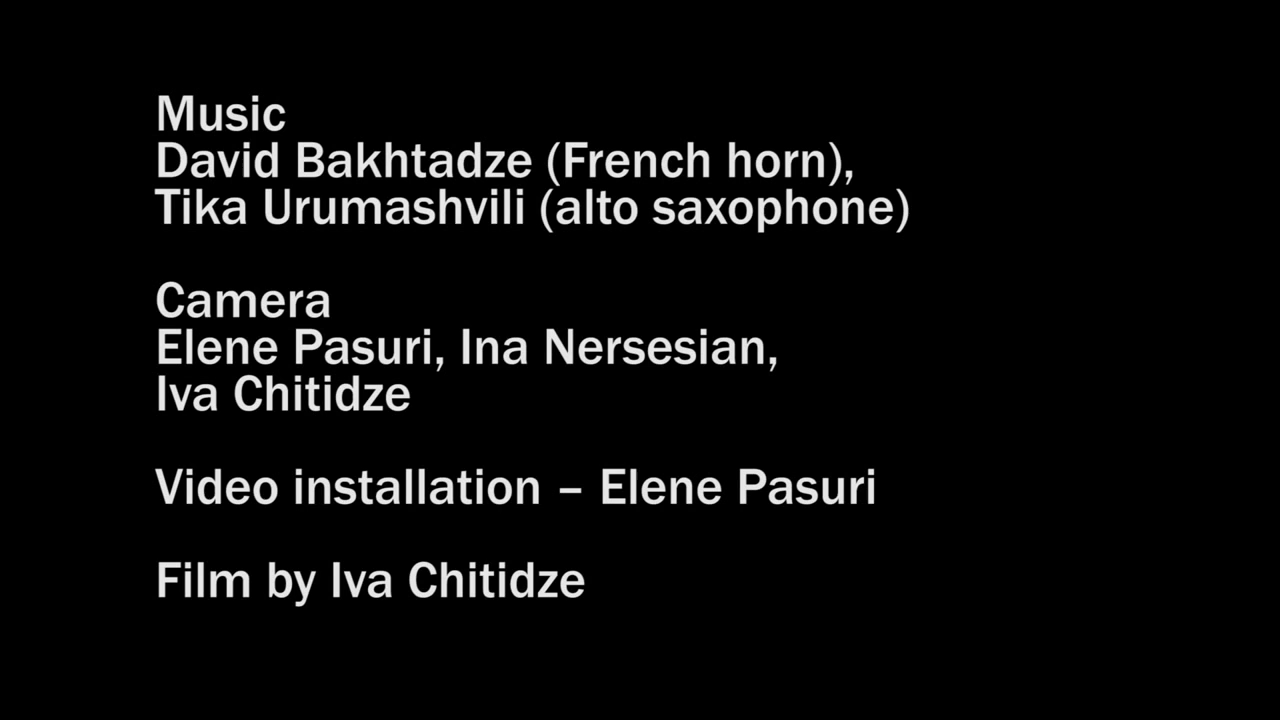 Music
David Bakhtadze (French horn),
Tika Urumashvili (alto saxophone)
Camera
Elene Pasuri, Ina Nersesian,
Iva Chitidze
Video installation – Elene Pasuri
Film by Iva Chitidze